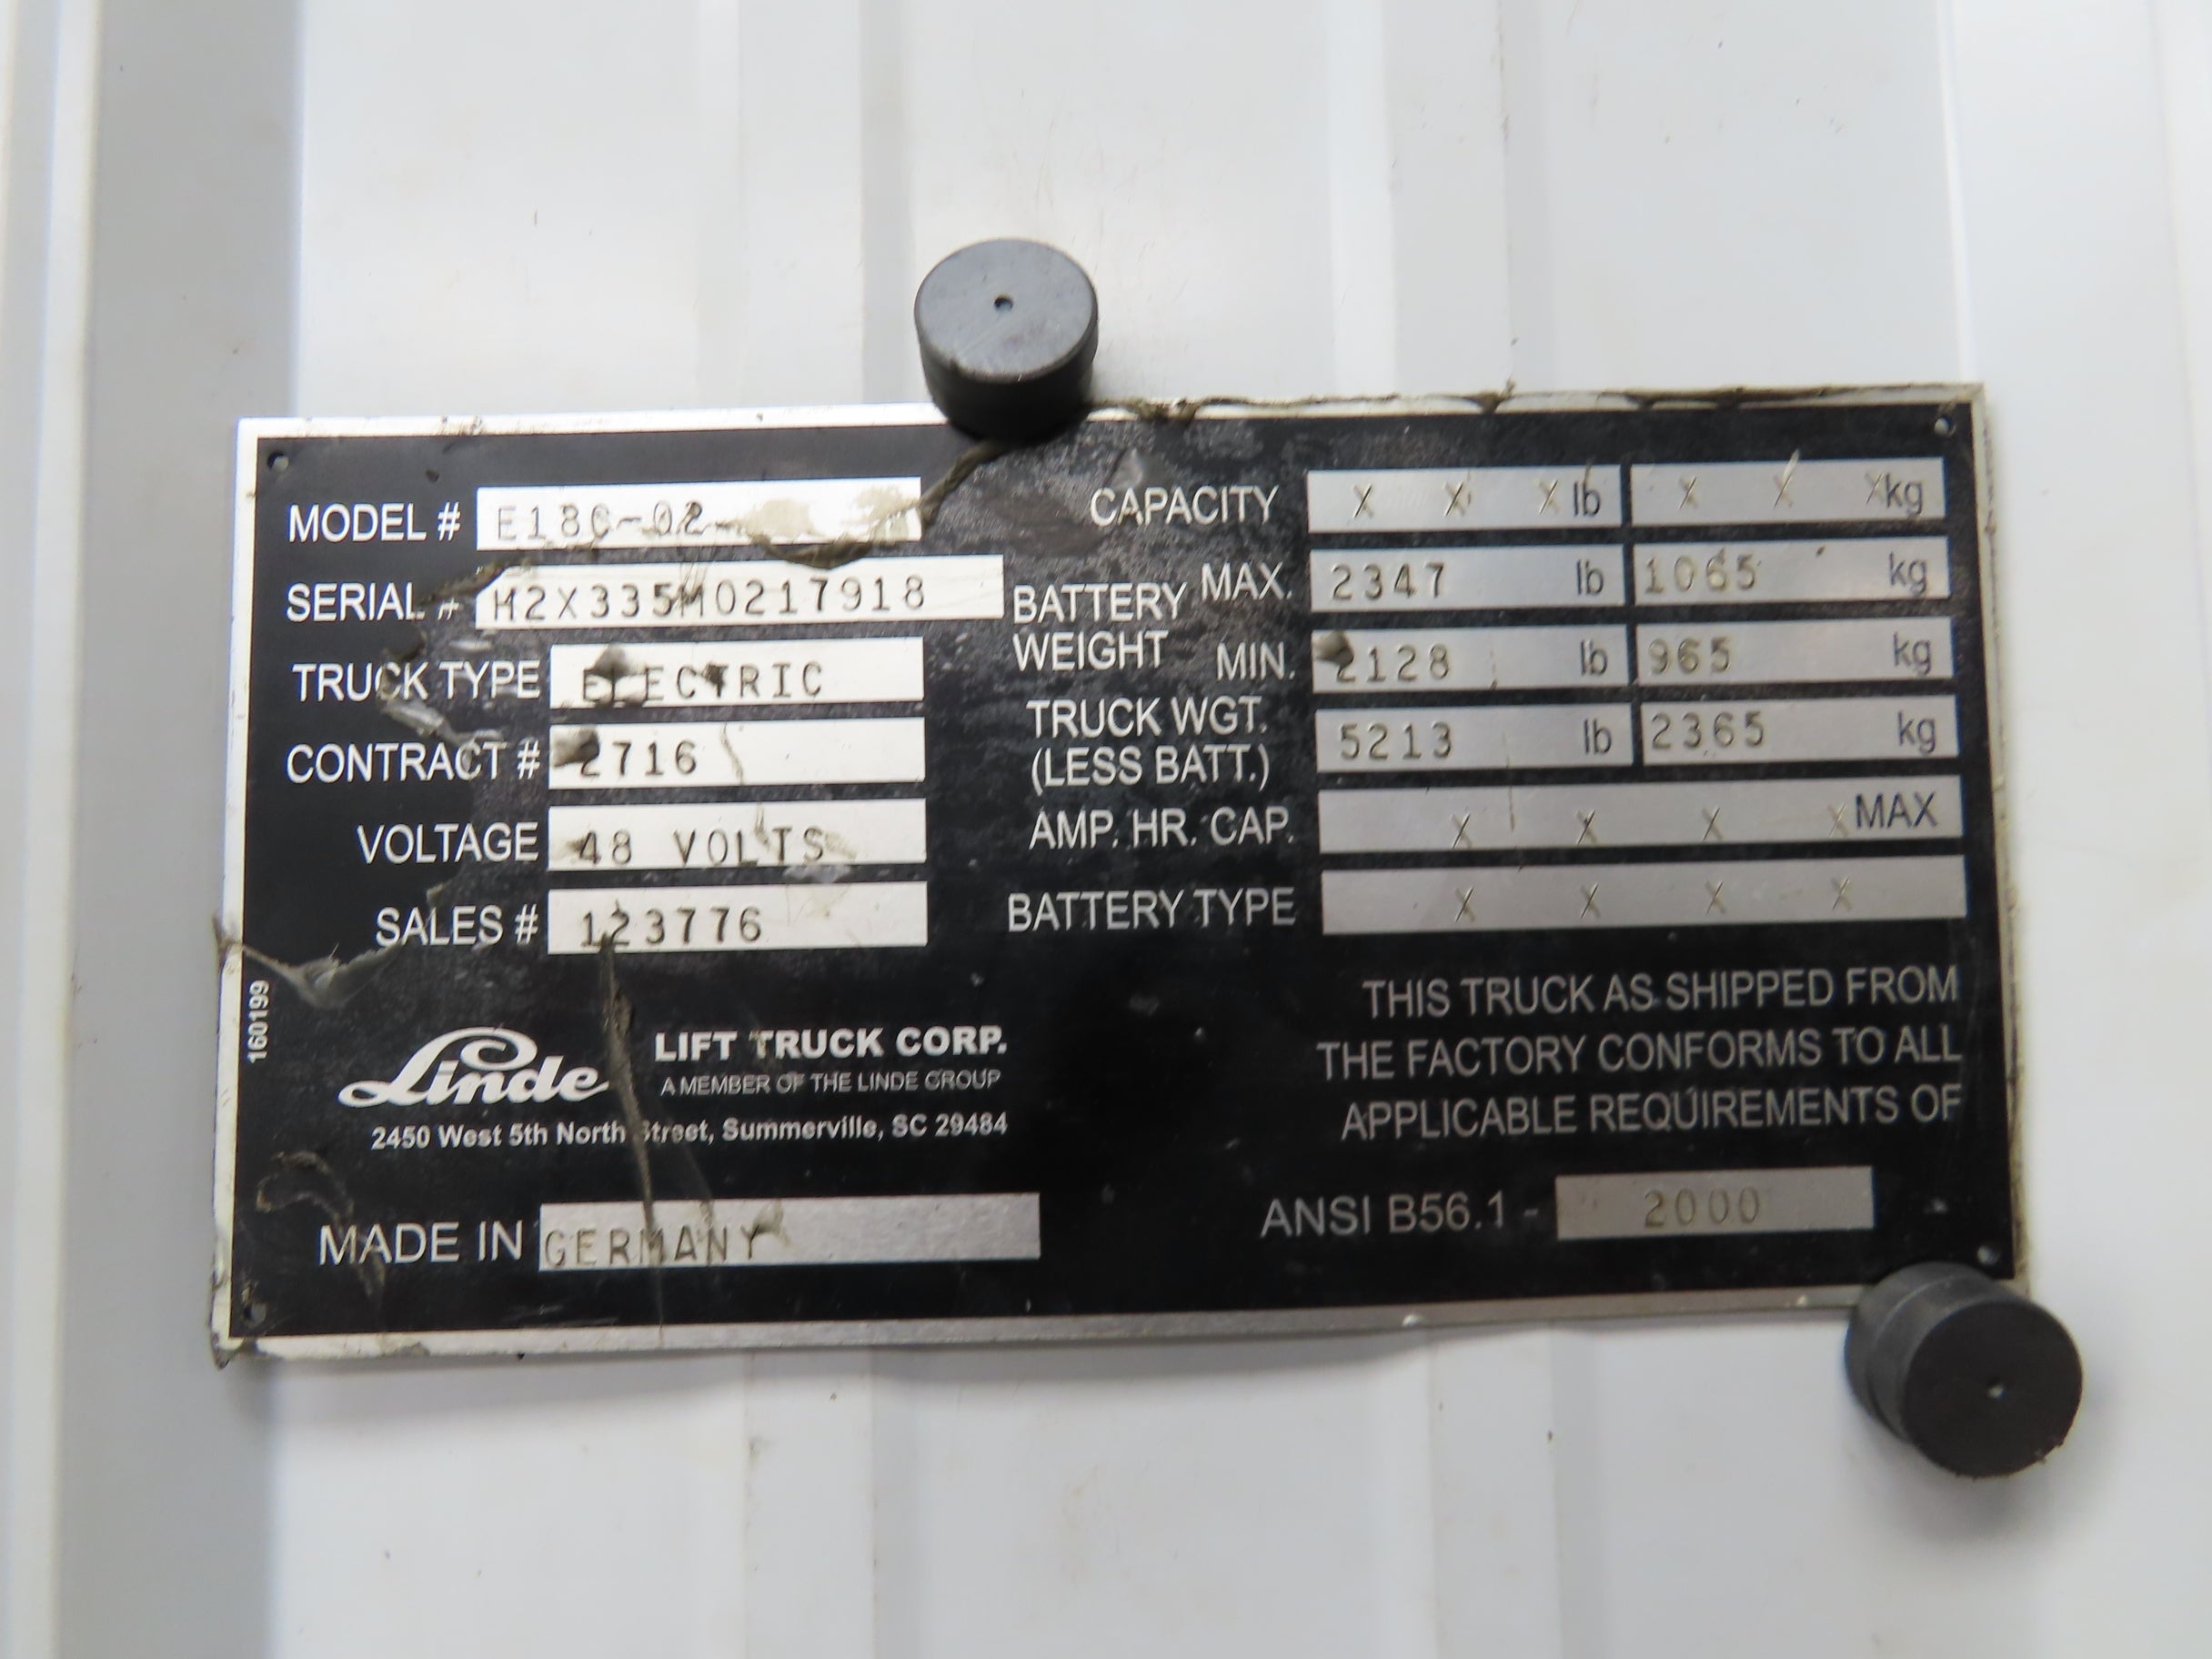 MODEL # E18C-02
SERIAL # H2X335M0217918
TRUCK TYPE ELECTRIC
CONTRACT # 2716
VOLTAGE 48 VOLTS
SALES # 123776
CAPACITY X X X lb X X X kg
BATTERY WEIGHT MAX. 2347 lb 1065 kg
MIN. 2128 lb 965 kg
TRUCK WGT. (LESS BATT.) 5213 lb 2365 kg
AMP. HR. CAP. X X X X MAX
BATTERY TYPE X X X X
160199
Linde LIFT TRUCK CORP.
A MEMBER OF THE LINDE GROUP
2450 West 5th North Street, Summerville, SC 29484
MADE IN GERMANY
THIS TRUCK AS SHIPPED FROM
THE FACTORY CONFORMS TO ALL
APPLICABLE REQUIREMENTS OF
ANSI B56.1 - 2000